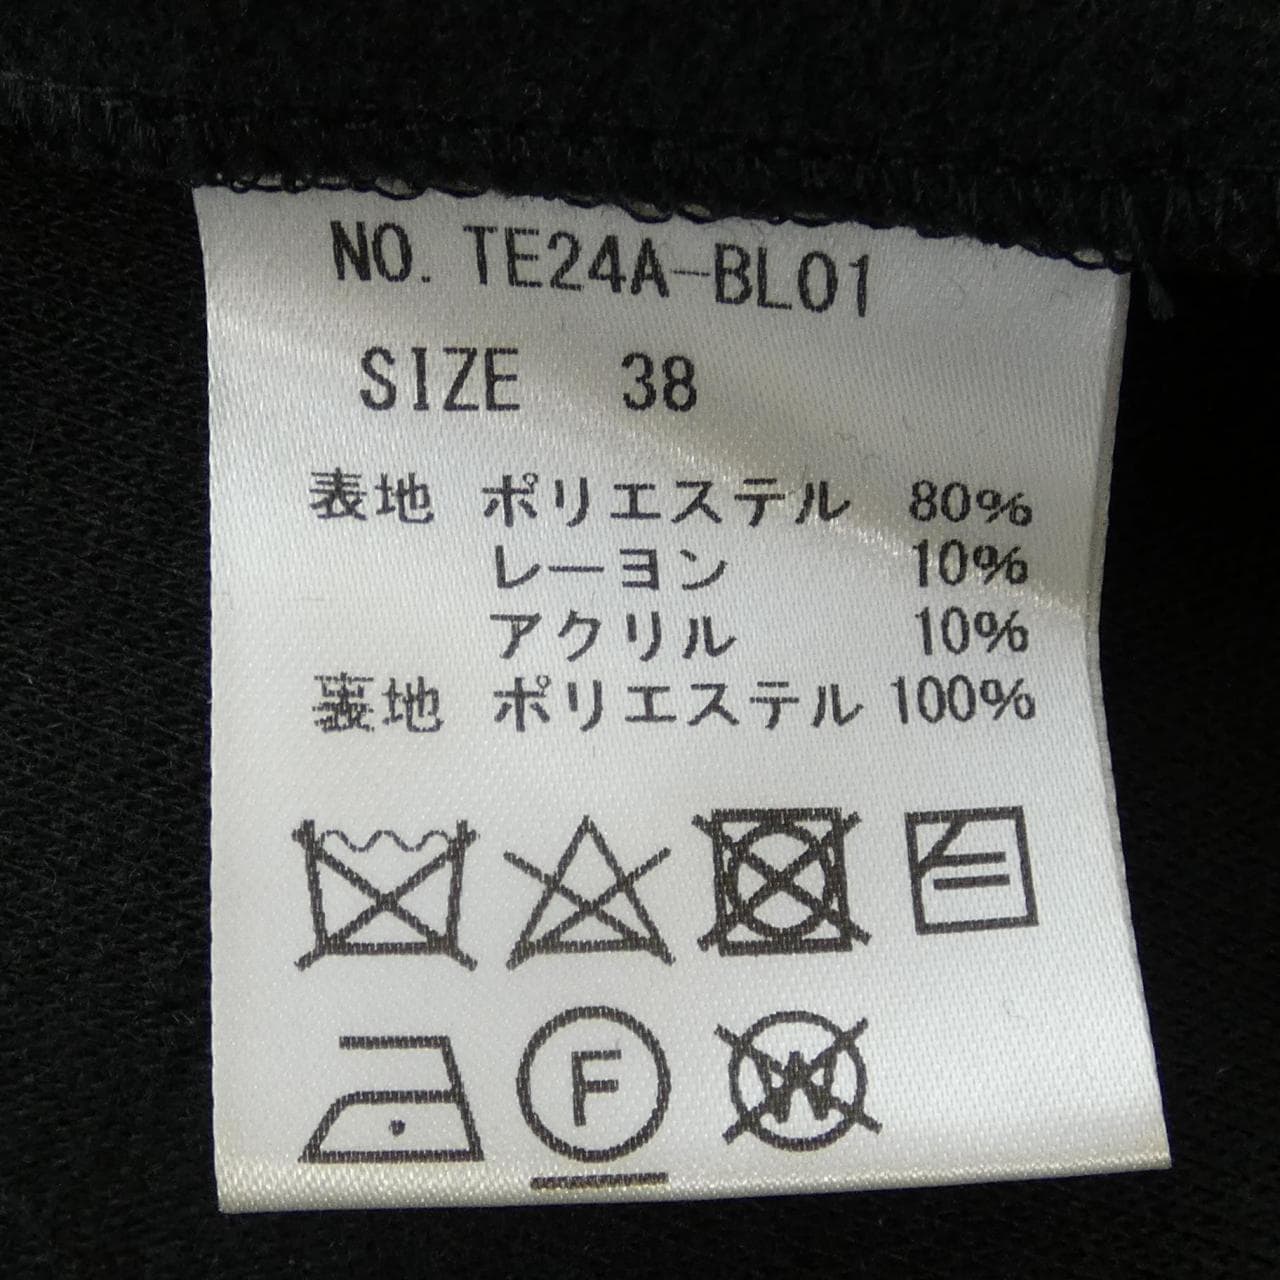 NO. TE24A-BL01
SIZE 38
表地 ポリエステル 80%
レーヨン 10%
アクリル 10%
裏地 ポリエステル 100%
F
W